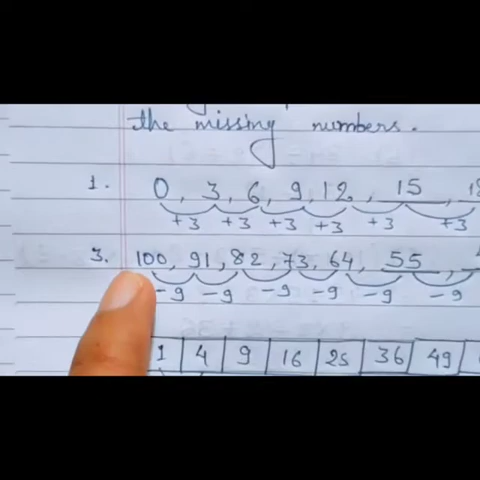 the missing numbers.
1. 0, 3, 6, 9, 12, 15,
+3 +3 +3 +3 +3 +3
3. 100, 91, 82, 73, 64, 55,
-9 -9 -9 -9 -9 -9
1 4 9 16 25 36 49